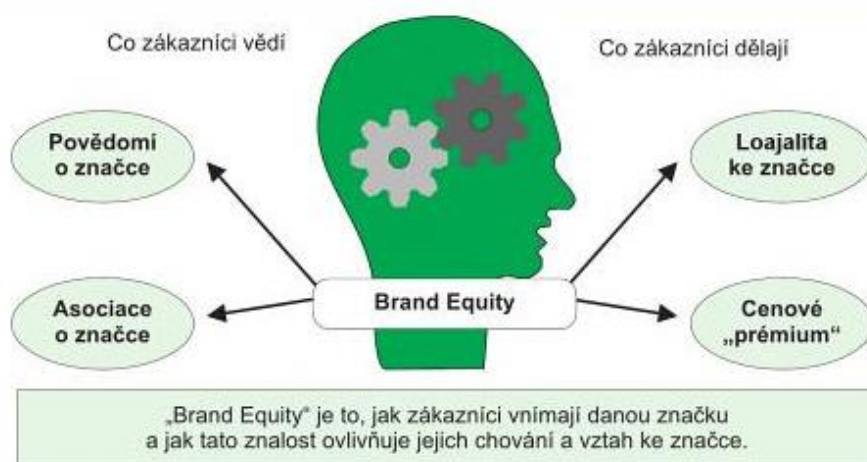 Co zákazníci vědí
Co zákazníci dělají
Povědomí
o značce
Loajalita
ke značce
Asociace
o značce
Brand Equity
Cenové
„prémium“
„Brand Equity“ je to, jak zákazníci vnímají danou značku
a jak tato znalost ovlivňuje jejich chování a vztah ke značce.